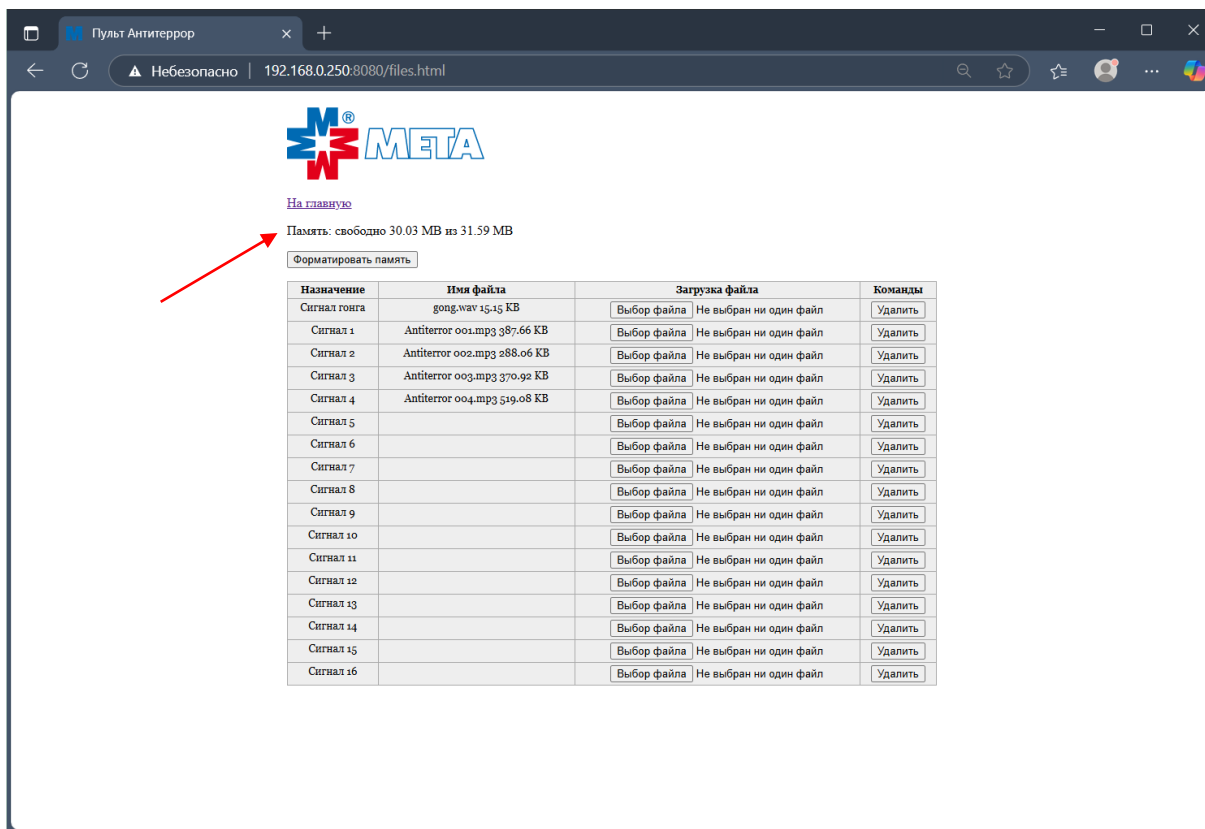 Пульт Антитеррор
Небезопасно 192.168.0.250:8080/files.html
M ® META
M
На главную
Память: свободно 30.03 MB из 31.59 MB
Форматировать память
Назначение Имя файла Загрузка файла Команды
Сигнал гонга gong.wav 15.15 KB Выбор файла Не выбран ни один файл Удалить
Сигнал 1 Antiterror 001.mp3 387.66 KB Выбор файла Не выбран ни один файл Удалить
Сигнал 2 Antiterror 002.mp3 288.06 KB Выбор файла Не выбран ни один файл Удалить
Сигнал 3 Antiterror 003.mp3 370.92 KB Выбор файла Не выбран ни один файл Удалить
Сигнал 4 Antiterror 004.mp3 519.08 KB Выбор файла Не выбран ни один файл Удалить
Сигнал 5 Выбор файла Не выбран ни один файл Удалить
Сигнал 6 Выбор файла Не выбран ни один файл Удалить
Сигнал 7 Выбор файла Не выбран ни один файл Удалить
Сигнал 8 Выбор файла Не выбран ни один файл Удалить
Сигнал 9 Выбор файла Не выбран ни один файл Удалить
Сигнал 10 Выбор файла Не выбран ни один файл Удалить
Сигнал 11 Выбор файла Не выбран ни один файл Удалить
Сигнал 12 Выбор файла Не выбран ни один файл Удалить
Сигнал 13 Выбор файла Не выбран ни один файл Удалить
Сигнал 14 Выбор файла Не выбран ни один файл Удалить
Сигнал 15 Выбор файла Не выбран ни один файл Удалить
Сигнал 16 Выбор файла Не выбран ни один файл Удалить